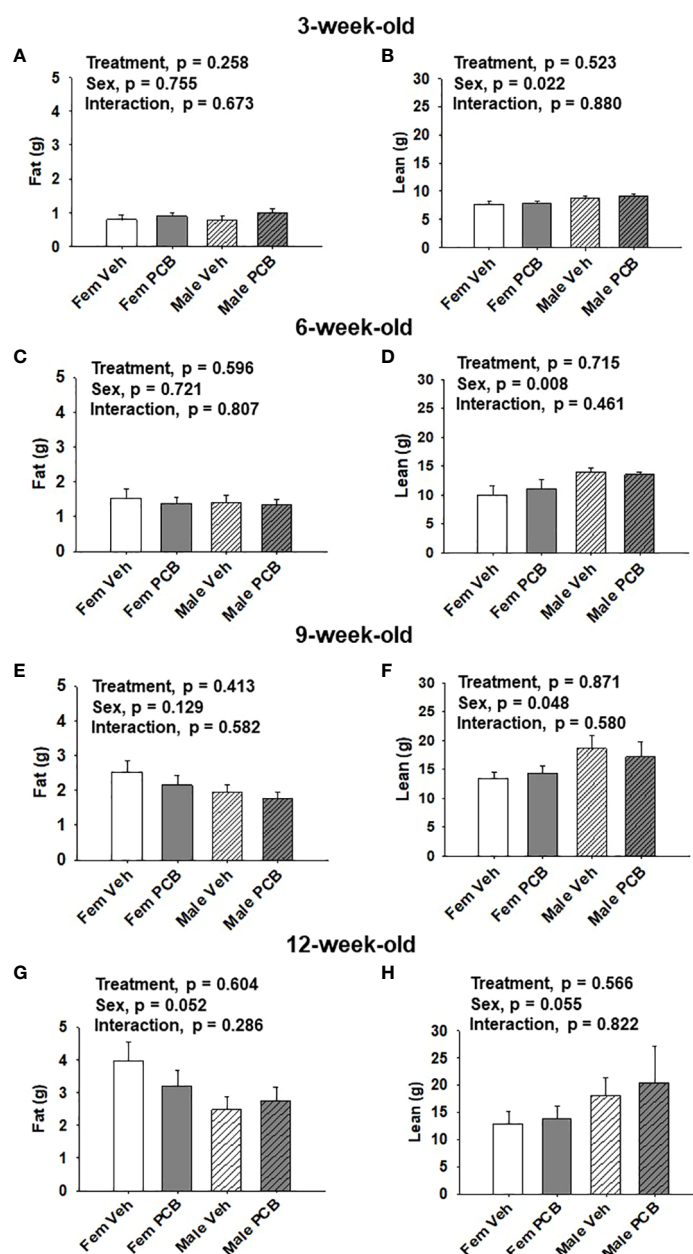 3-week-old
A
Treatment, p = 0.258
Sex, p = 0.755
Interaction, p = 0.673
Fat (g)
5
4
3
2
1
0
Fem Veh
Fem PCB
Male Veh
Male PCB
B
Treatment, p = 0.523
Sex, p = 0.022
Interaction, p = 0.880
Lean (g)
30
25
20
15
10
5
0
Fem Veh
Fem PCB
Male Veh
Male PCB
6-week-old
C
Treatment, p = 0.596
Sex, p = 0.721
Interaction, p = 0.807
Fat (g)
5
4
3
2
1
0
Fem Veh
Fem PCB
Male Veh
Male PCB
D
Treatment, p = 0.715
Sex, p = 0.008
Interaction, p = 0.461
Lean (g)
30
25
20
15
10
5
0
Fem Veh
Fem PCB
Male Veh
Male PCB
9-week-old
E
Treatment, p = 0.413
Sex, p = 0.129
Interaction, p = 0.582
Fat (g)
5
4
3
2
1
0
Fem Veh
Fem PCB
Male Veh
Male PCB
F
Treatment, p = 0.871
Sex, p = 0.048
Interaction, p = 0.580
Lean (g)
30
25
20
15
10
5
0
Fem Veh
Fem PCB
Male Veh
Male PCB
12-week-old
G
Treatment, p = 0.604
Sex, p = 0.052
Interaction, p = 0.286
Fat (g)
5
4
3
2
1
0
Fem Veh
Fem PCB
Male Veh
Male PCB
H
Treatment, p = 0.566
Sex, p = 0.055
Interaction, p = 0.822
Lean (g)
30
25
20
15
10
5
0
Fem Veh
Fem PCB
Male Veh
Male PCB